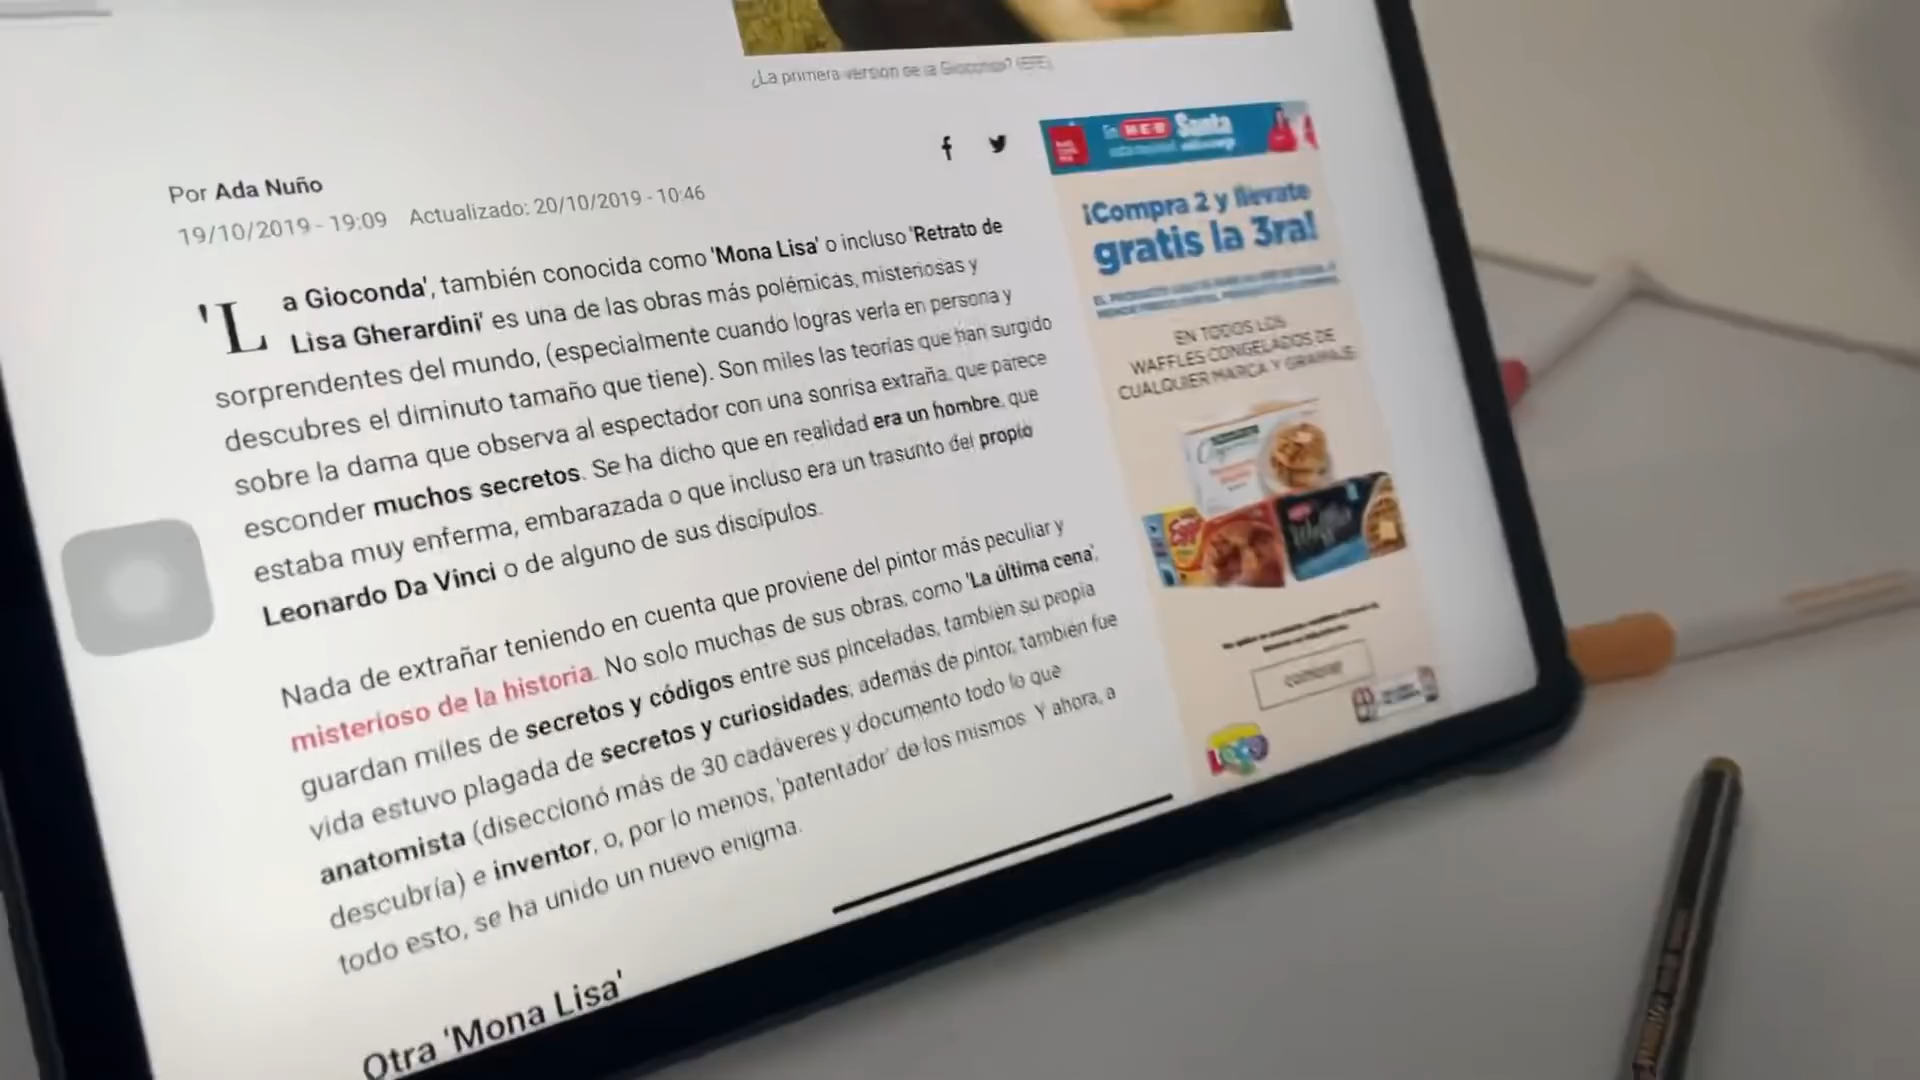 ¿La primera versión de la Gioconda? (EFE)
Por Ada Nuño
19/10/2019 - 19:09 Actualizado: 20/10/2019 - 10:46
'La Gioconda', también conocida como 'Mona Lisa' o incluso 'Retrato de
Lisa Gherardini' es una de las obras más polémicas, misteriosas y
sorprendentes del mundo, (especialmente cuando logras verla en persona y
descubres el diminuto tamaño que tiene). Son miles las teorías que han surgido
sobre la dama que observa al espectador con una sonrisa extraña, que parece
esconder muchos secretos. Se ha dicho que en realidad era un hombre, que
estaba muy enferma, embarazada o que incluso era un trasunto del propio
Leonardo Da Vinci o de alguno de sus discípulos.
Nada de extrañar teniendo en cuenta que proviene del pintor más peculiar y
misterioso de la historia. No solo muchas de sus obras, como 'La última cena',
guardan miles de secretos y códigos entre sus pinceladas, también su propia
vida estuvo plagada de secretos y curiosidades; además de pintor, también fue
anatomista (diseccionó más de 30 cadáveres y documento todo lo que
descubría) e inventor, o, por lo menos, 'patentador' de los mismos. Y ahora, a
todo esto, se ha unido un nuevo enigma.
Otra 'Mona Lisa'
En HEB Santa
¡Compra 2 y llévate
gratis la 3ra!
EN TODOS LOS
WAFFLES CONGELADOS DE
CUALQUIER MARCA Y GRAMAJE
Eggo